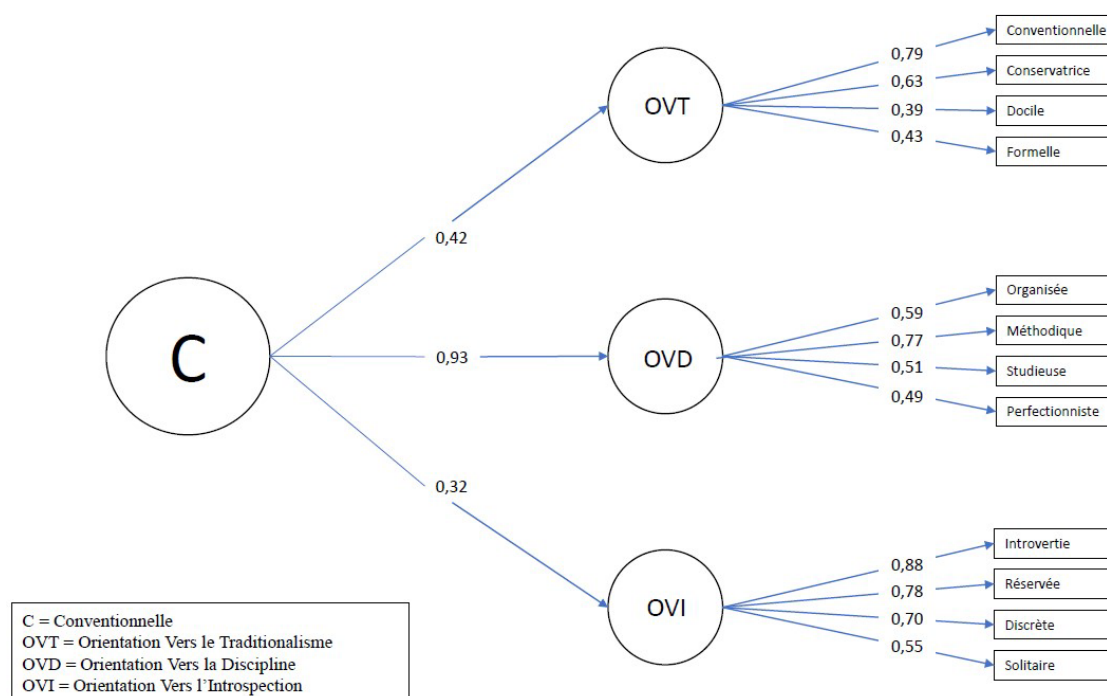 C
0,42
0,93
0,32
OVT
0,79
0,63
0,39
0,43
Conventionnelle
Conservatrice
Docile
Formelle
OVD
0,59
0,77
0,51
0,49
Organisée
Méthodique
Studieuse
Perfectionniste
OVI
0,88
0,78
0,70
0,55
Introvertie
Réservée
Discrète
Solitaire
C = Conventionnelle
OVT = Orientation Vers le Traditionalisme
OVD = Orientation Vers la Discipline
OVI = Orientation Vers l'Introspection